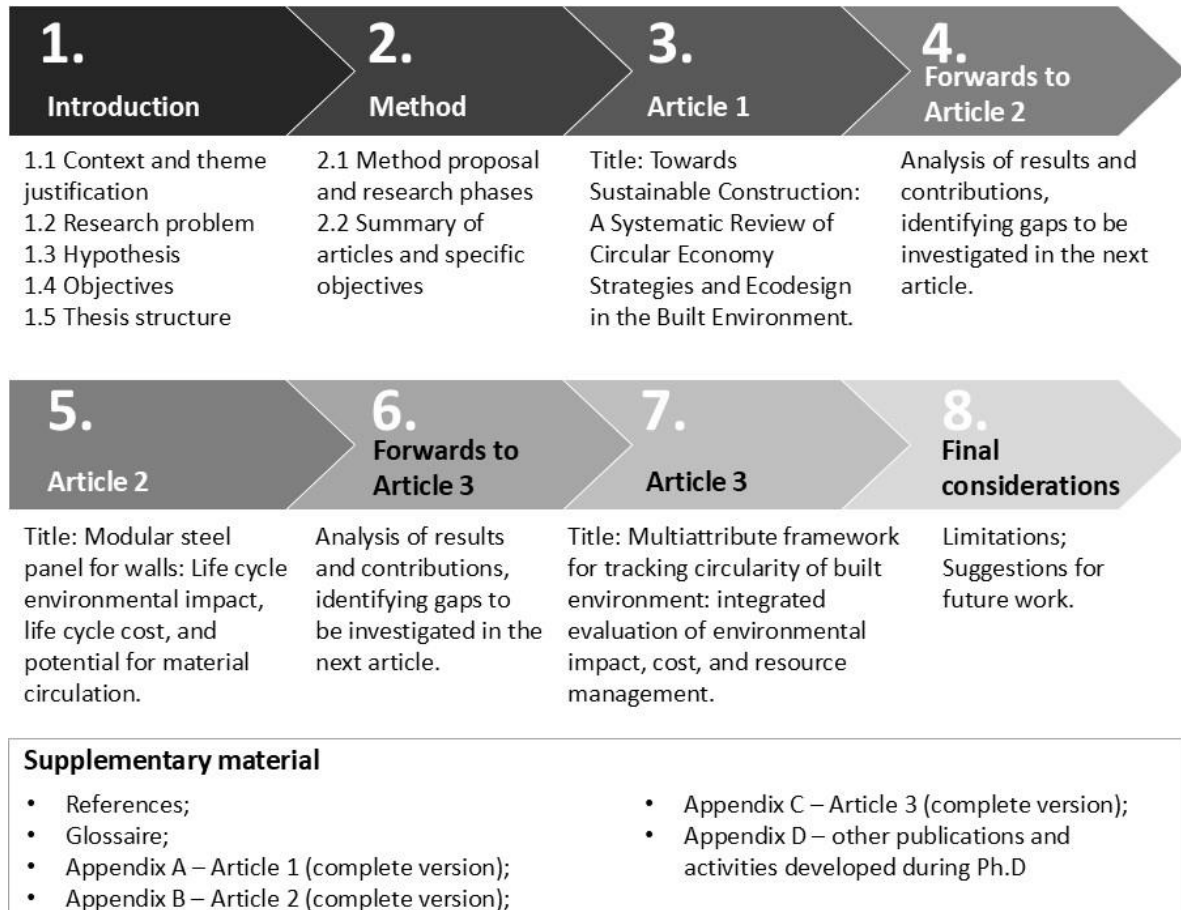 1.
Introduction
1.1 Context and theme
justification
1.2 Research problem
1.3 Hypothesis
1.4 Objectives
1.5 Thesis structure
2.
Method
2.1 Method proposal
and research phases
2.2 Summary of
articles and specific
objectives
3.
Article 1
Title: Towards
Sustainable Construction:
A Systematic Review of
Circular Economy
Strategies and Ecodesign
in the Built Environment.
4.
Forwards to
Article 2
Analysis of results and
contributions,
identifying gaps to be
investigated in the next
article.
5.
Article 2
Title: Modular steel
panel for walls: Life cycle
environmental impact,
life cycle cost, and
potential for material
circulation.
6.
Forwards to
Article 3
Analysis of results
and contributions,
identifying gaps to
be investigated in the
next article.
7.
Article 3
Title: Multiattribute framework
for tracking circularity of built
environment: integrated
evaluation of environmental
impact, cost, and resource
management.
8.
Final
considerations
Limitations;
Suggestions for
future work.
Supplementary material
• References;
• Glossaire;
• Appendix A – Article 1 (complete version);
• Appendix B – Article 2 (complete version);
• Appendix C – Article 3 (complete version);
• Appendix D – other publications and
activities developed during Ph.D